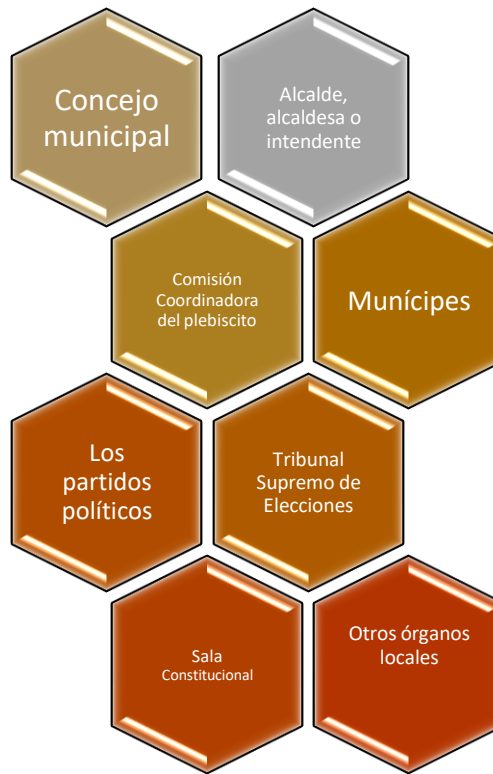 Concejo
municipal
Alcalde,
alcaldesa o
intendente
Comisión
Coordinadora
del plebiscito
Munícipes
Los
partidos
políticos
Tribunal
Supremo de
Elecciones
Sala
Constitucional
Otros órganos
locales